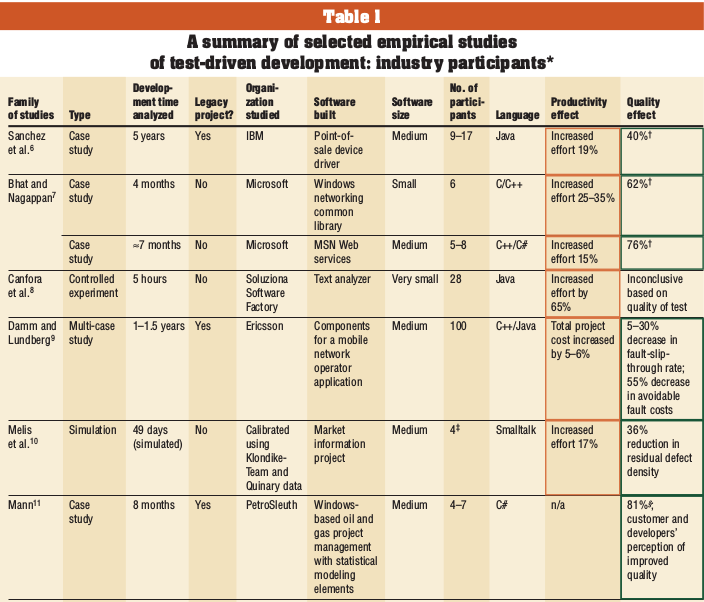 Table 1
A summary of selected empirical studies
of test-driven development: industry participants*
Family of studies Type Develop-ment time analyzed Legacy project? Organi-zation studied Software built Software size No. of partici-pants Language Productivity effect Quality effect
Sanchez et al.6 Case study 5 years Yes IBM Point-of-sale device driver Medium 9–17 Java Increased effort 19% 40%†
Bhat and Nagappan7 Case study 4 months No Microsoft Windows networking common library Small 6 C/C++ Increased effort 25–35% 62%†
Case study ≈7 months No Microsoft MSN Web services Medium 5–8 C++/C# Increased effort 15% 76%†
Canfora et al.8 Controlled experiment 5 hours No Soluziona Software Factory Text analyzer Very small 28 Java Increased effort by 65% Inconclusive based on quality of test
Damm and Lundberg9 Multi-case study 1–1.5 years Yes Ericsson Components for a mobile network operator application Medium 100 C++/Java Total project cost increased by 5–6% 5–30% decrease in fault-slip-through rate; 55% decrease in avoidable fault costs
Melis et al.10 Simulation 49 days (simulated) No Calibrated using Klondike-Team and Quinary data Market information project Medium 4‡ Smalltalk Increased effort 17% 36% reduction in residual defect density
Mann11 Case study 8 months Yes PetroSleuth Windows-based oil and gas project management with statistical modeling elements Medium 4–7 C# n/a 81%§; customer and developers' perception of improved quality